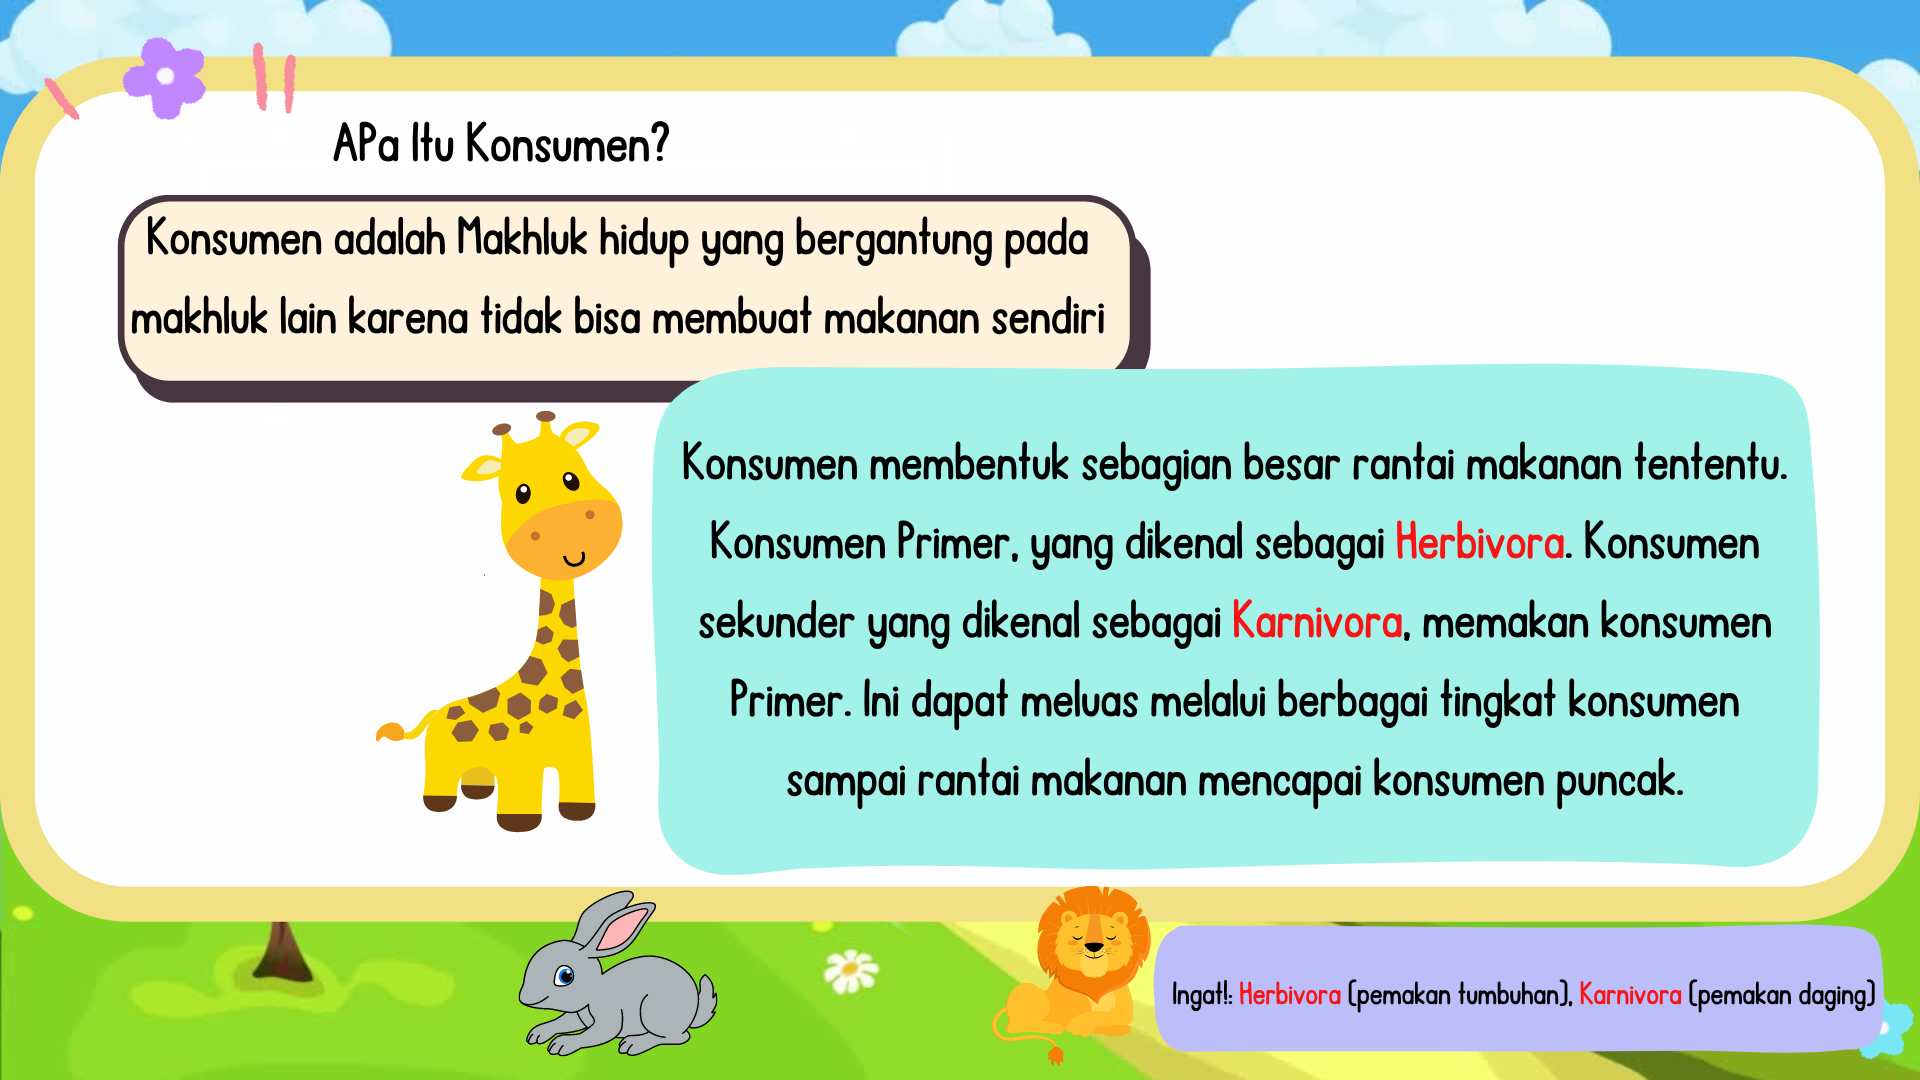 APa Itu Konsumen?
Konsumen adalah Makhluk hidup yang bergantung pada
makhluk lain karena tidak bisa membuat makanan sendiri
Konsumen membentuk sebagian besar rantai makanan tententu.
Konsumen Primer, yang dikenal sebagai Herbivora. Konsumen
sekunder yang dikenal sebagai Karnivora, memakan konsumen
Primer. Ini dapat meluas melalui berbagai tingkat konsumen
sampai rantai makanan mencapai konsumen puncak.
Ingat!: Herbivora (pemakan tumbuhan), Karnivora (pemakan daging)